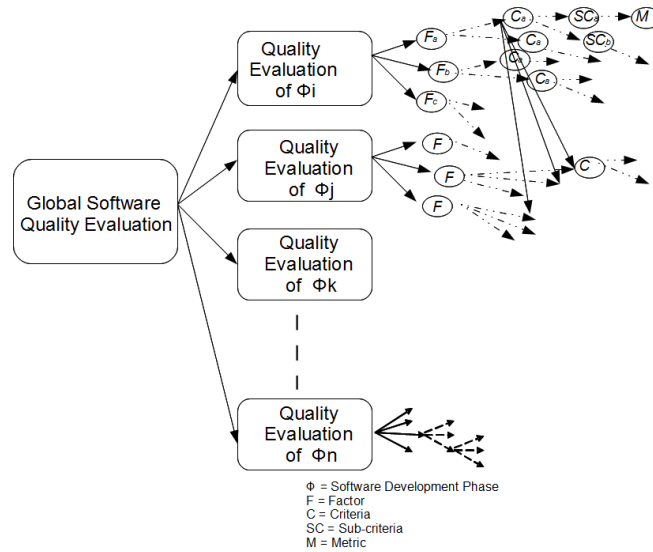 Quality
Evaluation
of Φi
Fa
Fb
Fc
Ca
SCa
M
Ca
SCb
Ca
Ca
Quality
Evaluation
of Φj
F
F
F
C
Global Software
Quality Evaluation
Quality
Evaluation
of Φk
Quality
Evaluation
of Φn
Φ = Software Development Phase
F = Factor
C = Criteria
SC = Sub-criteria
M = Metric